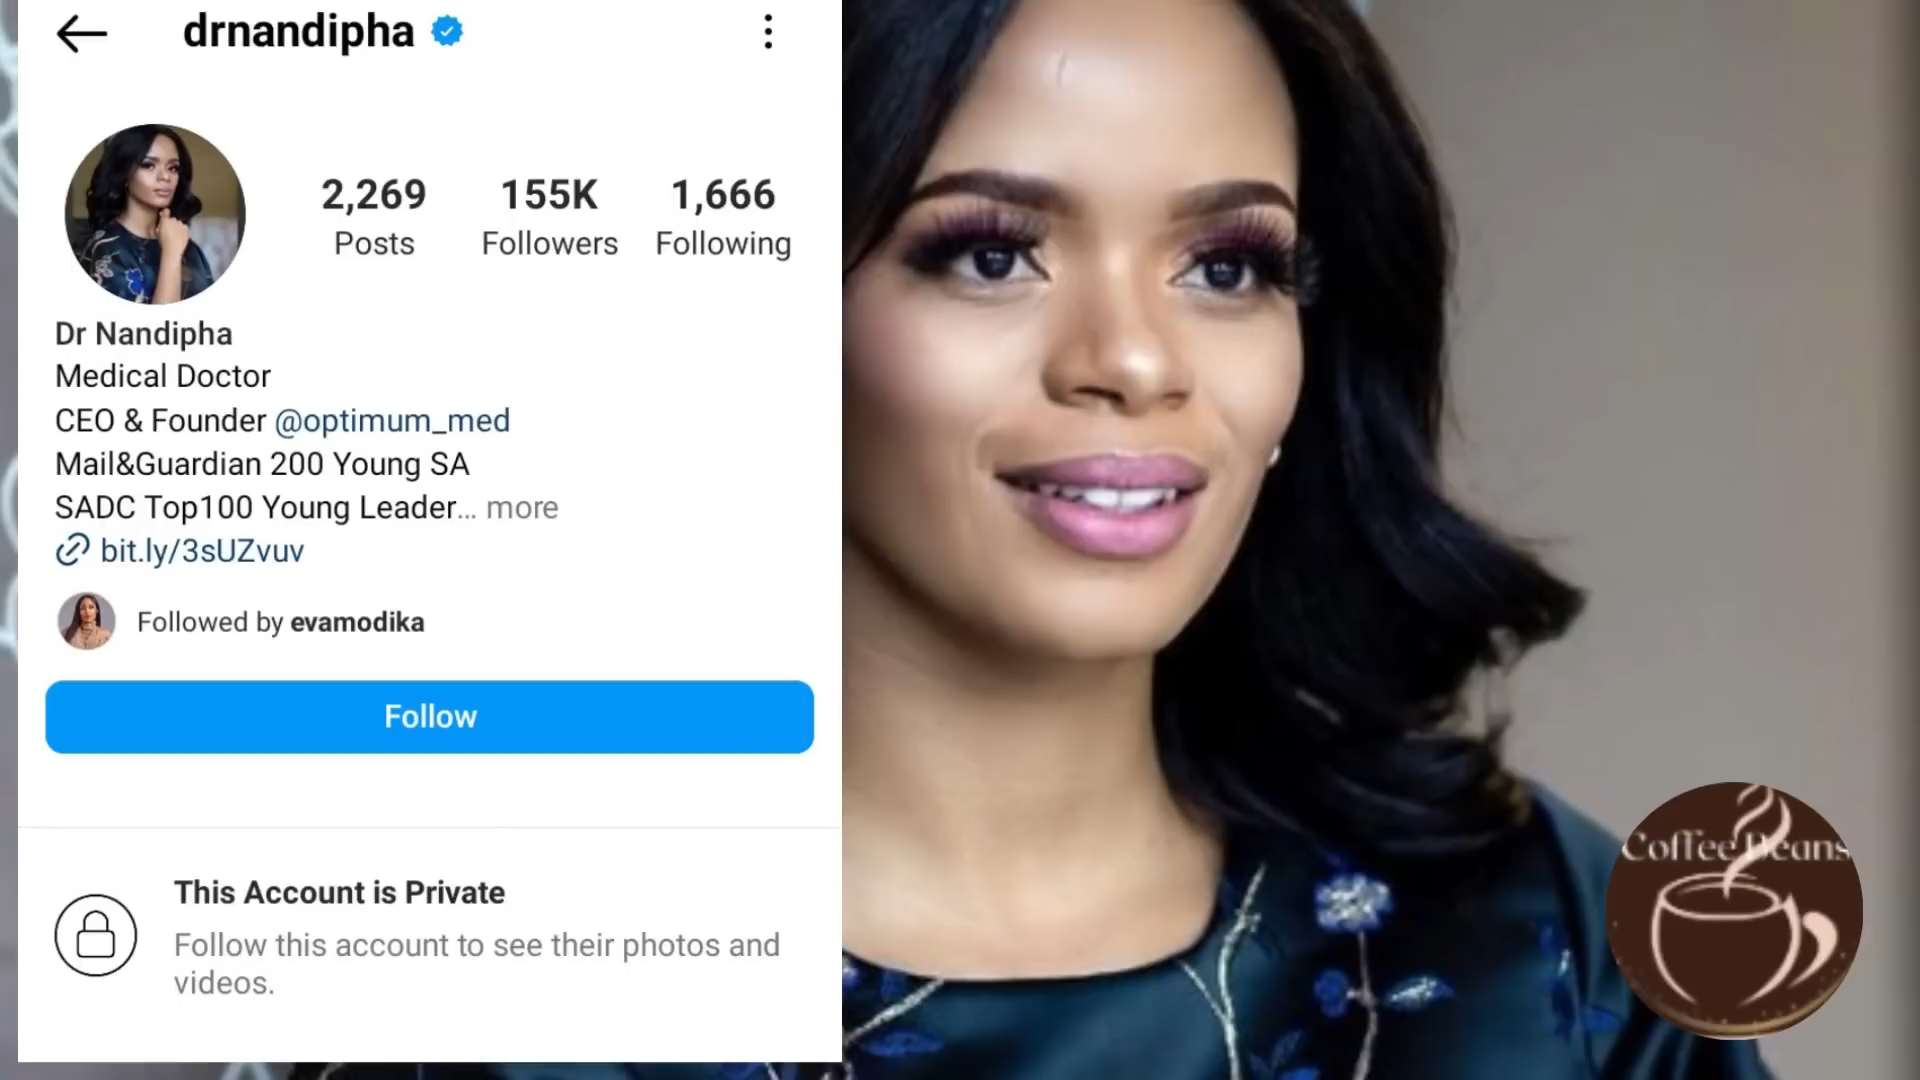 drnandipha
2,269
155K
1,666
Posts
Followers
Following
Dr Nandipha
Medical Doctor
CEO & Founder @optimum_med
Mail&Guardian 200 Young SA
SADC Top100 Young Leader... more
bit.ly/3sUZvuv
Followed by evamodika
Follow
This Account is Private
Follow this account to see their photos and
videos.
Coffee Beans